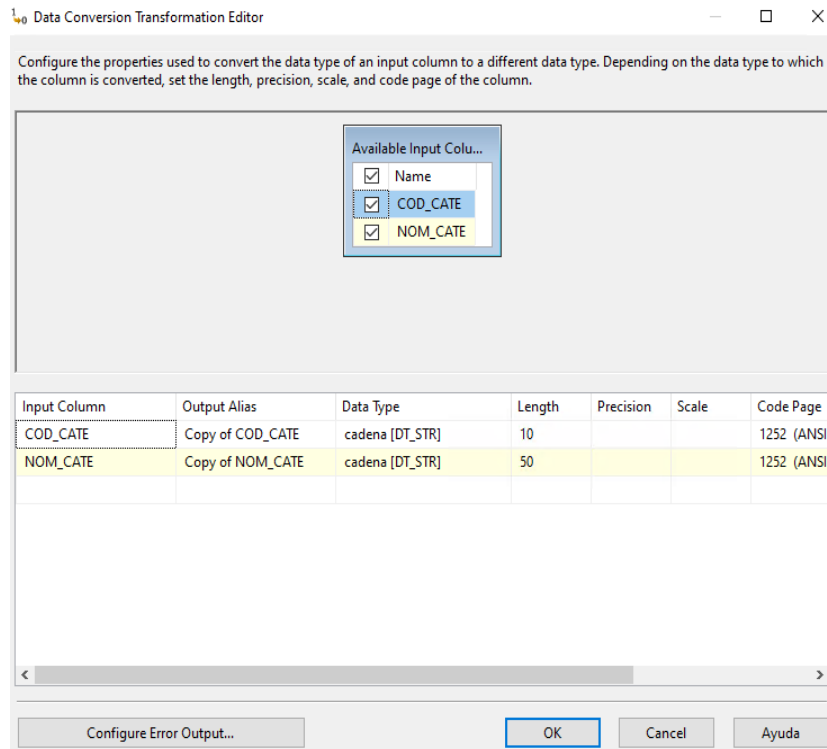 Data Conversion Transformation Editor
Configure the properties used to convert the data type of an input column to a different data type. Depending on the data type to which
the column is converted, set the length, precision, scale, and code page of the column.
Available Input Colu...
Name
COD_CATE
NOM_CATE
Input Column Output Alias Data Type Length Precision Scale Code Page
COD_CATE Copy of COD_CATE cadena [DT_STR] 10 1252 (ANSI
NOM_CATE Copy of NOM_CATE cadena [DT_STR] 50 1252 (ANSI
Configure Error Output... OK Cancel Ayuda